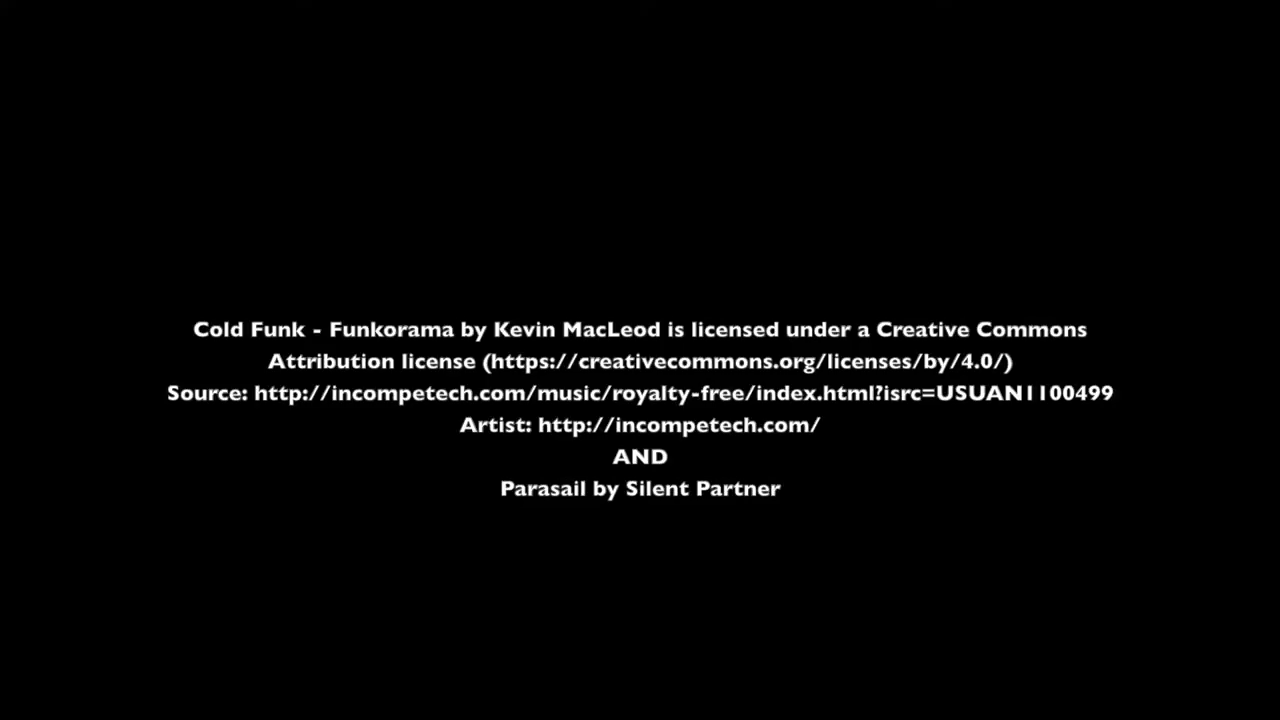 Cold Funk - Funkorama by Kevin MacLeod is licensed under a Creative Commons
Attribution license (https://creativecommons.org/licenses/by/4.0/)
Source: http://incompetech.com/music/royalty-free/index.html?isrc=USUAN1100499
Artist: http://incompetech.com/
AND
Parasail by Silent Partner